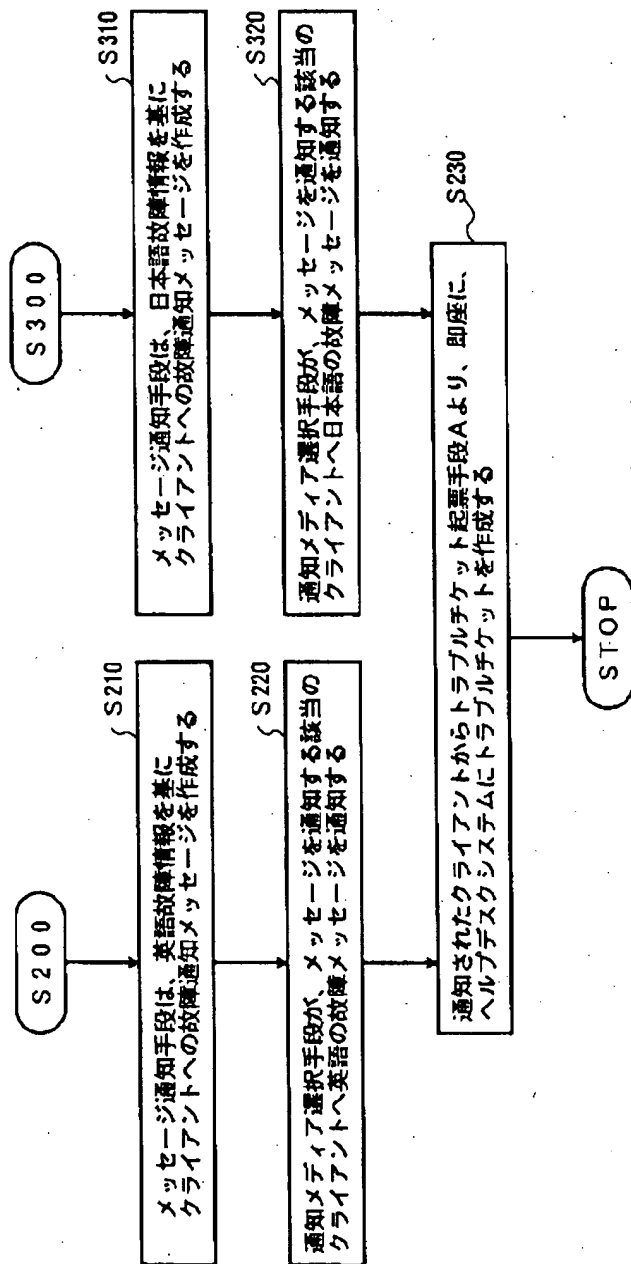 S200
S210
メッセージ通知手段は、英語故障情報を基に
クライアントへの故障通知メッセージを作成する
S220
通知メディア選択手段が、メッセージを通知する該当の
クライアントへ英語の故障メッセージを通知する
S300
S310
メッセージ通知手段は、日本語故障情報を基に
クライアントへの故障通知メッセージを作成する
S320
通知メディア選択手段が、メッセージを通知する該当の
クライアントへ日本語の故障メッセージを通知する
S230
通知されたクライアントからトラブルチケット起票手段Aより、即座に、
ヘルプデスクシステムにトラブルチケットを作成する
STOP